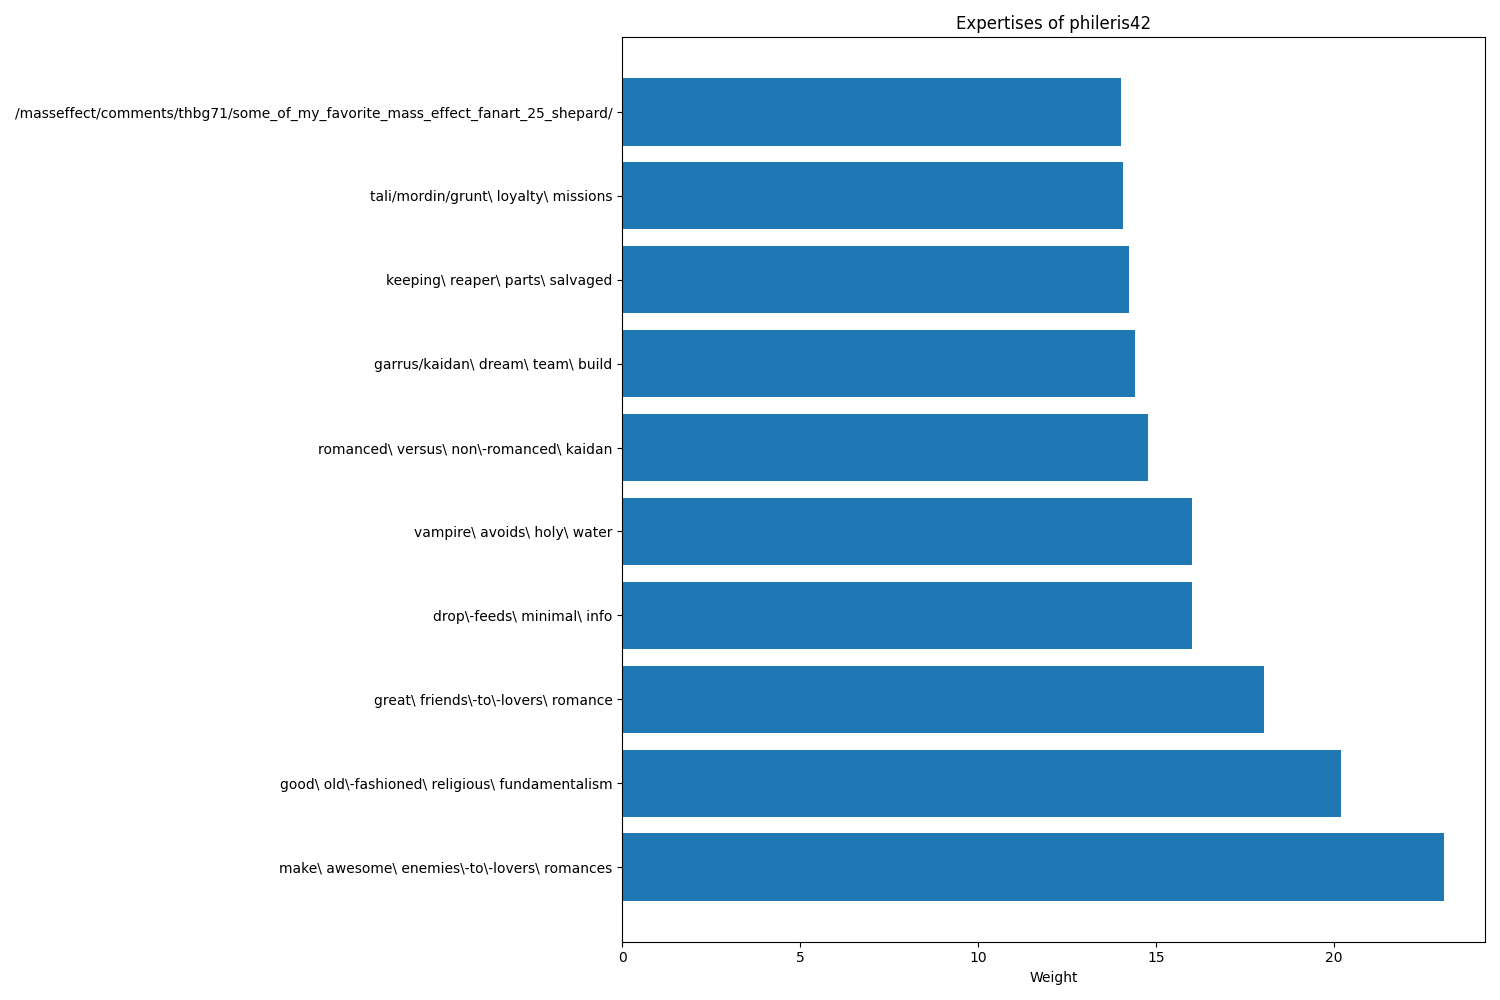 Expertises of phileris42
/masseffect/comments/thbg71/some_of_my_favorite_mass_effect_fanart_25_shepard/
tali/mordin/grunt\ loyalty\ missions
keeping\ reaper\ parts\ salvaged
garrus/kaidan\ dream\ team\ build
romanced\ versus\ non\-romanced\ kaidan
vampire\ avoids\ holy\ water
drop\-feeds\ minimal\ info
great\ friends\-to\-lovers\ romance
good\ old\-fashioned\ religious\ fundamentalism
make\ awesome\ enemies\-to\-lovers\ romances
0 5 10 15 20
Weight